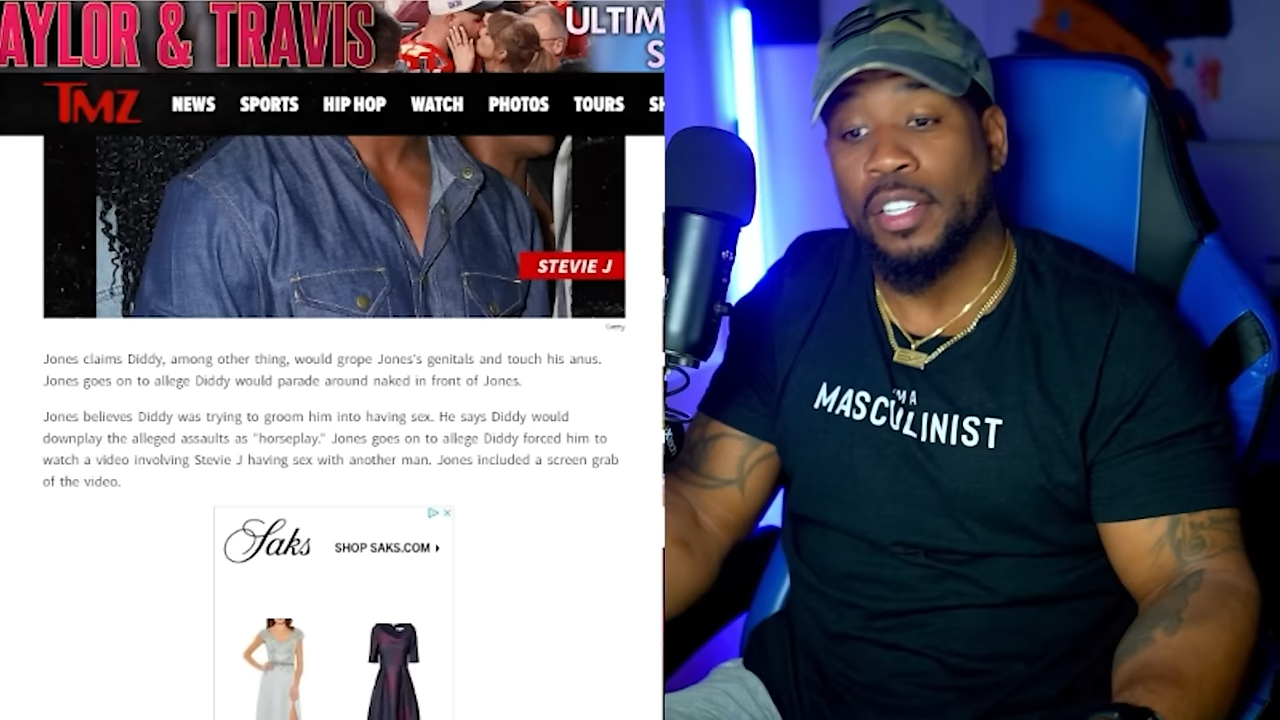 AYLOR & TRAVIS
ULTIM
S
TMZ
NEWS SPORTS HIP HOP WATCH PHOTOS TOURS SH
STEVIE J
Getty
Jones claims Diddy, among other thing, would grope Jones's genitals and touch his anus.
Jones goes on to allege Diddy would parade around naked in front of Jones.
Jones believes Diddy was trying to groom him into having sex. He says Diddy would
downplay the alleged assaults as "horseplay." Jones goes on to allege Diddy forced him to
watch a video involving Stevie J having sex with another man. Jones included a screen grab
of the video.
Saks
SHOP SAKS.COM
I'M A
MASCULINIST